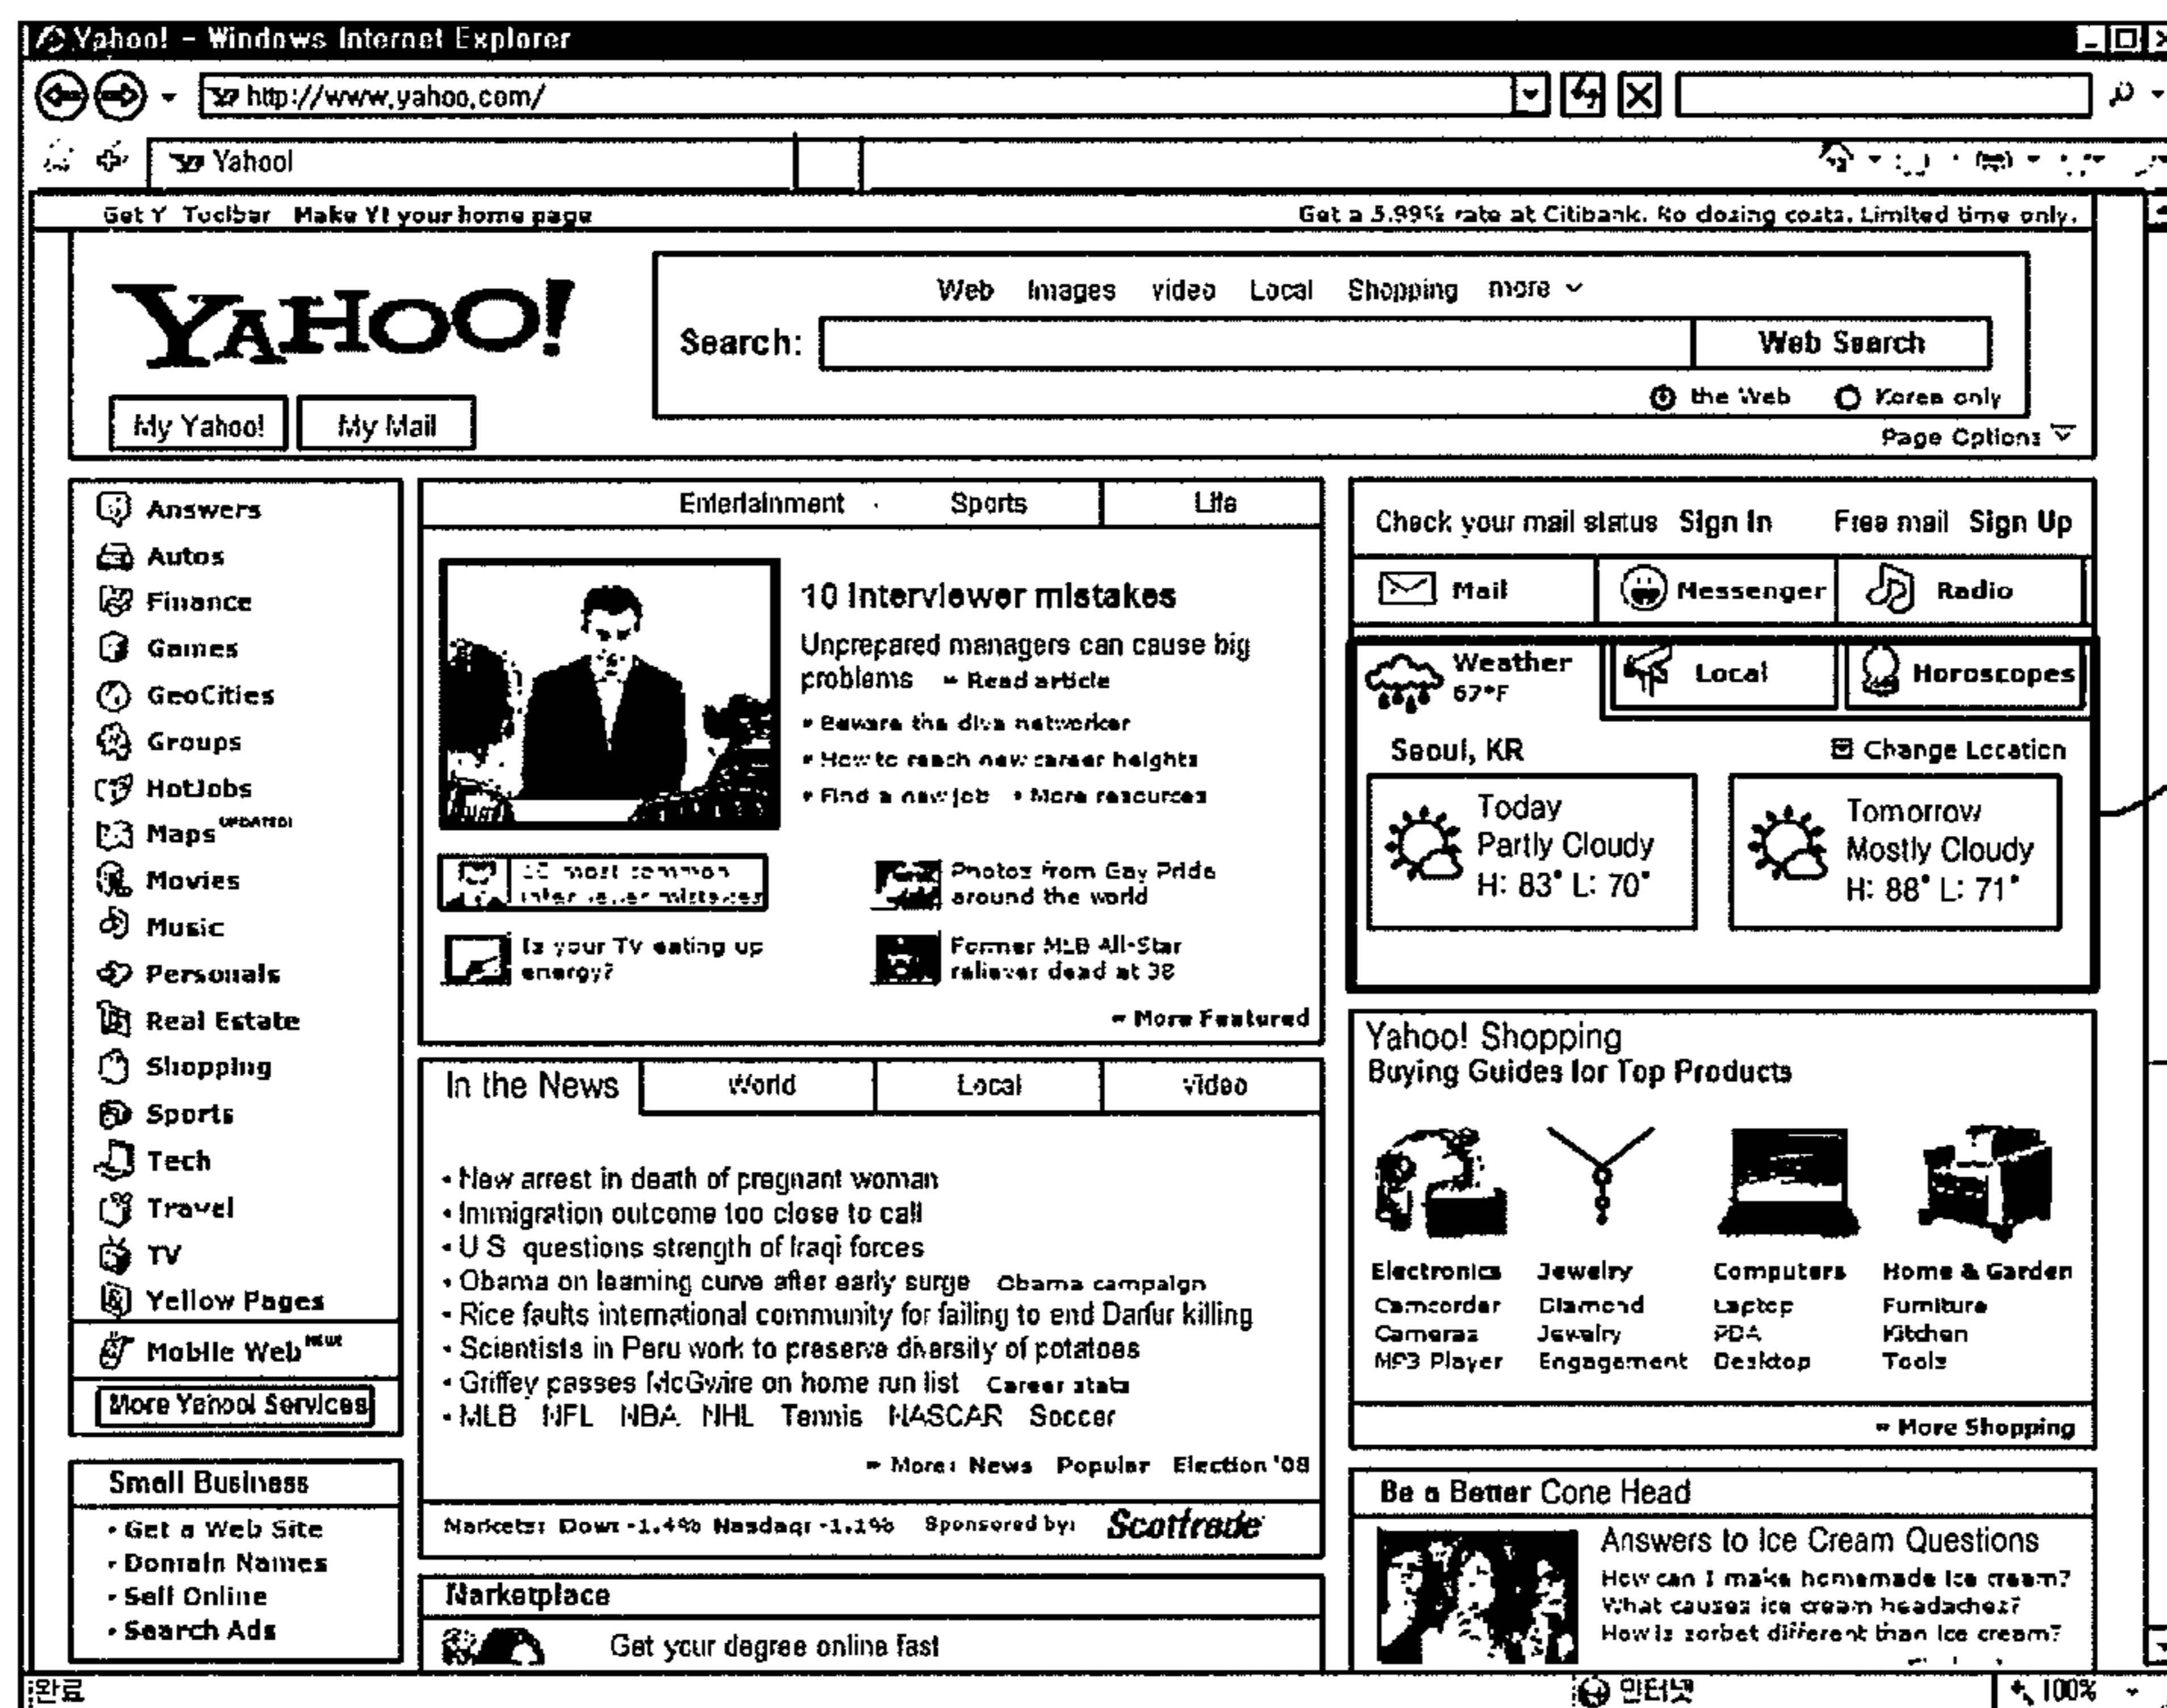 Yahoo! - Windows Internet Explorer
http://www.yahoo.com/
Yahoo!
Get Y Toolbar Make Y! your home page
Get a 5.99% rate at Citibank. No closing costs. Limited time only.
YAHOO!
Web Images video Local Shopping more
Search: Web Search
the Web Korea only
My Yahoo! My Mail
Page Options
Answers
Autos
Finance
Games
GeoCities
Groups
HotJobs
Maps UPDATED!
Movies
Music
Personals
Real Estate
Shopping
Sports
Tech
Travel
TV
Yellow Pages
Mobile Web NEW!
More Yahoo! Services
Small Business
• Get a Web Site
• Domain Names
• Sell Online
• Search Ads
Entertainment Sports Life
10 Interviewer mistakes
Unprepared managers can cause big
problems » Read article
• Beware the diva networker
• How to reach new career heights
• Find a new job • More resources
10 most common
interviewer mistakes
Photos from Gay Pride
around the world
Is your TV eating up
energy?
Former MLB All-Star
reliever dead at 38
» More Featured
In the News World Local video
• New arrest in death of pregnant woman
• Immigration outcome too close to call
• U S questions strength of Iraqi forces
• Obama on learning curve after early surge Obama campaign
• Rice faults international community for failing to end Darfur killing
• Scientists in Peru work to preserve diversity of potatoes
• Griffey passes McGwire on home run list Career stats
• MLB NFL NBA NHL Tennis NASCAR Soccer
» More: News Popular Election '08
Markets: Dow: -1.4% Nasdaq: -1.1% Sponsored by: Scottrade
Marketplace
Get your degree online fast
Check your mail status Sign In Free mail Sign Up
Mail Messenger Radio
Weather
67°F
Local Horoscopes
Seoul, KR Change Location
Today
Partly Cloudy
H: 83° L: 70°
Tomorrow
Mostly Cloudy
H: 88° L: 71°
Yahoo! Shopping
Buying Guides for Top Products
Electronics Jewelry Computers Home & Garden
Camcorder Diamond Laptop Furniture
Cameras Jewelry PDA Kitchen
MP3 Player Engagement Desktop Tools
» More Shopping
Be a Better Cone Head
Answers to Ice Cream Questions
How can I make homemade ice cream?
What causes ice cream headaches?
How is sorbet different than ice cream?
완료 인터넷 100%